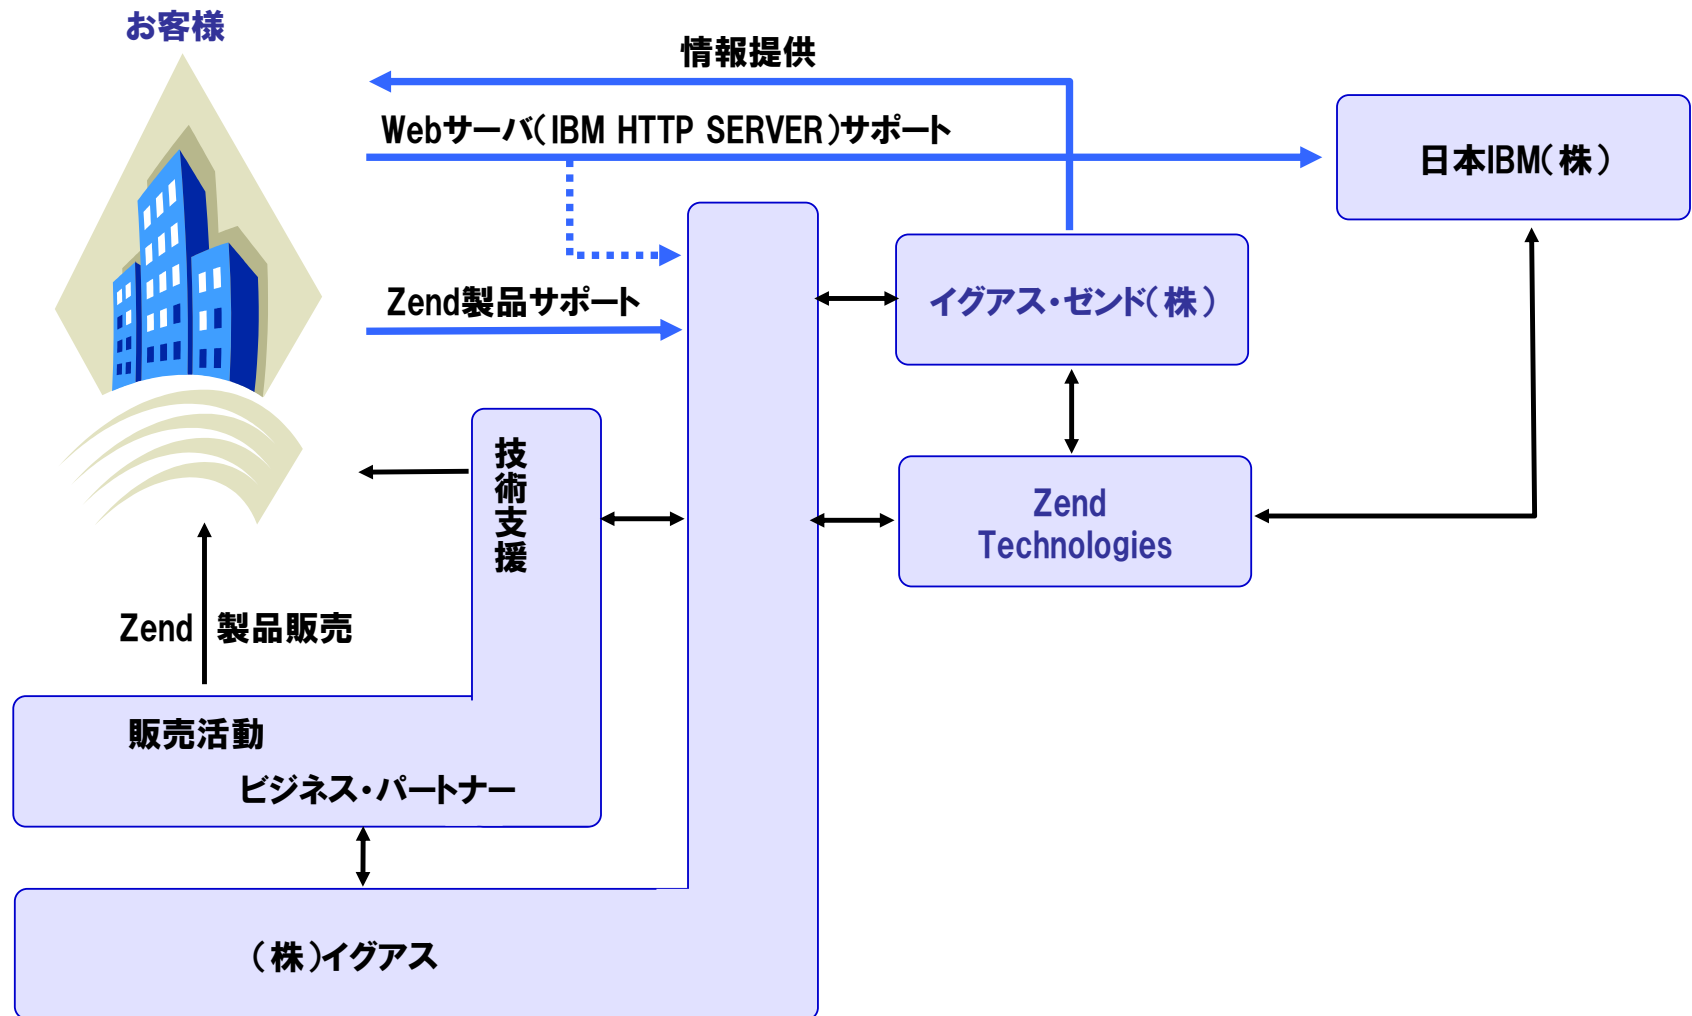 お客様
情報提供
Webサーバ(IBM HTTP SERVER)サポート
日本IBM(株)
Zend製品サポート
イグアス・ゼンド(株)
技術支援
Zend
Technologies
Zend 製品販売
販売活動
ビジネス・パートナー
(株)イグアス